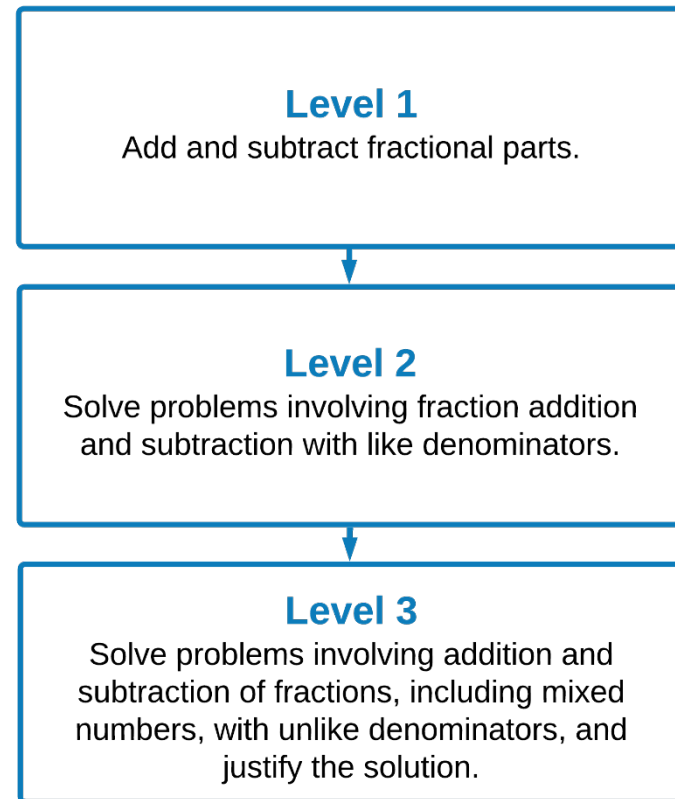 Level 1
Add and subtract fractional parts.
Level 2
Solve problems involving fraction addition
and subtraction with like denominators.
Level 3
Solve problems involving addition and
subtraction of fractions, including mixed
numbers, with unlike denominators, and
justify the solution.